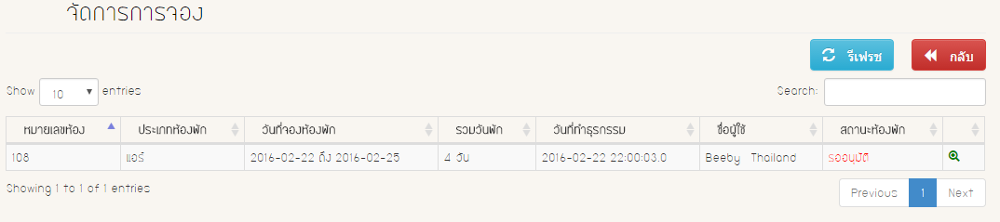 จัดการการจอง
รีเฟรช กลับ
Show 10 entries Search:
หมายเลขห้อง ประเภทห้องพัก วันที่จองห้องพัก รวมวันพัก วันที่ทำธุรกรรม ชื่อผู้ใช้ สถานะห้องพัก
108 แอร์ 2016-02-22 ถึง 2016-02-25 4 วัน 2016-02-22 22:00:03.0 Beeby Thailand รออนุมัติ
Showing 1 to 1 of 1 entries
Previous 1 Next